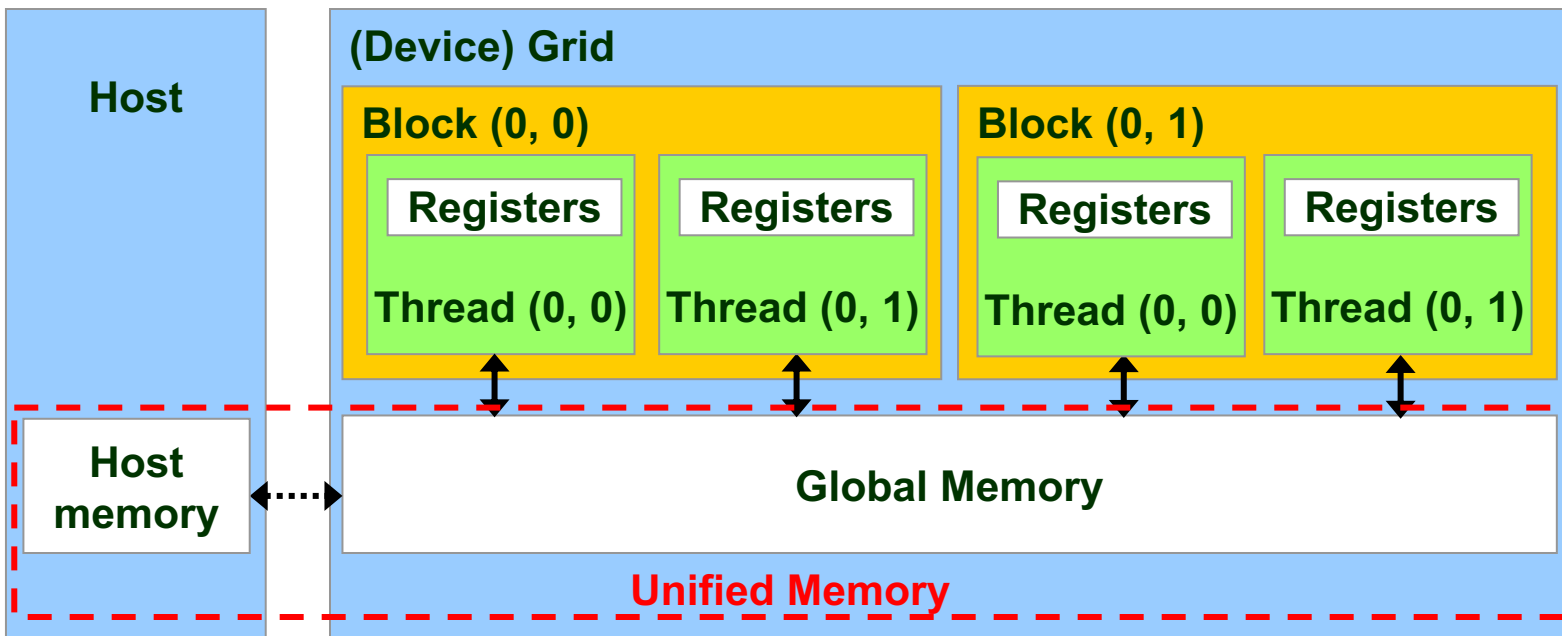 Host
(Device) Grid
Block (0, 0)
Registers
Thread (0, 0)
Registers
Thread (0, 1)
Block (0, 1)
Registers
Thread (0, 0)
Registers
Thread (0, 1)
Host
memory
Global Memory
Unified Memory